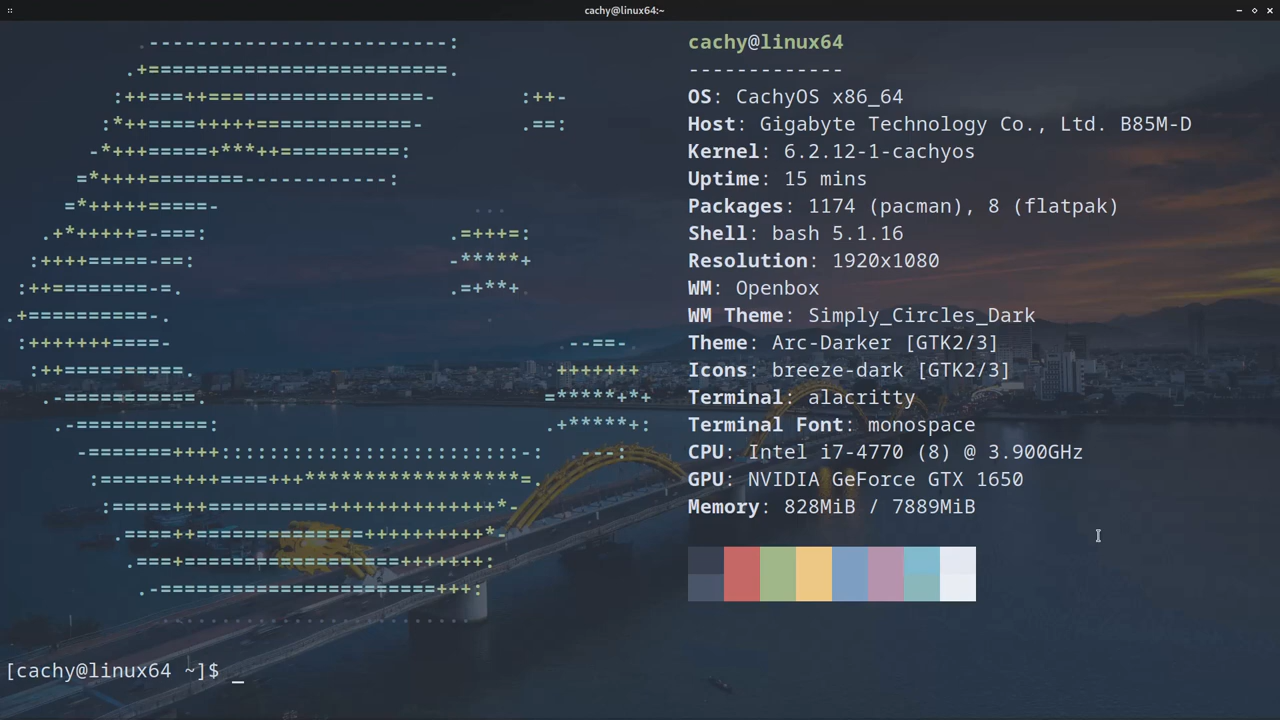 cachy@linux64:~
cachy@linux64
-------------
OS: CachyOS x86_64
Host: Gigabyte Technology Co., Ltd. B85M-D
Kernel: 6.2.12-1-cachyos
Uptime: 15 mins
Packages: 1174 (pacman), 8 (flatpak)
Shell: bash 5.1.16
Resolution: 1920x1080
WM: Openbox
WM Theme: Simply_Circles_Dark
Theme: Arc-Darker [GTK2/3]
Icons: breeze-dark [GTK2/3]
Terminal: alacritty
Terminal Font: monospace
CPU: Intel i7-4770 (8) @ 3.900GHz
GPU: NVIDIA GeForce GTX 1650
Memory: 828MiB / 7889MiB
[cachy@linux64 ~]$ _